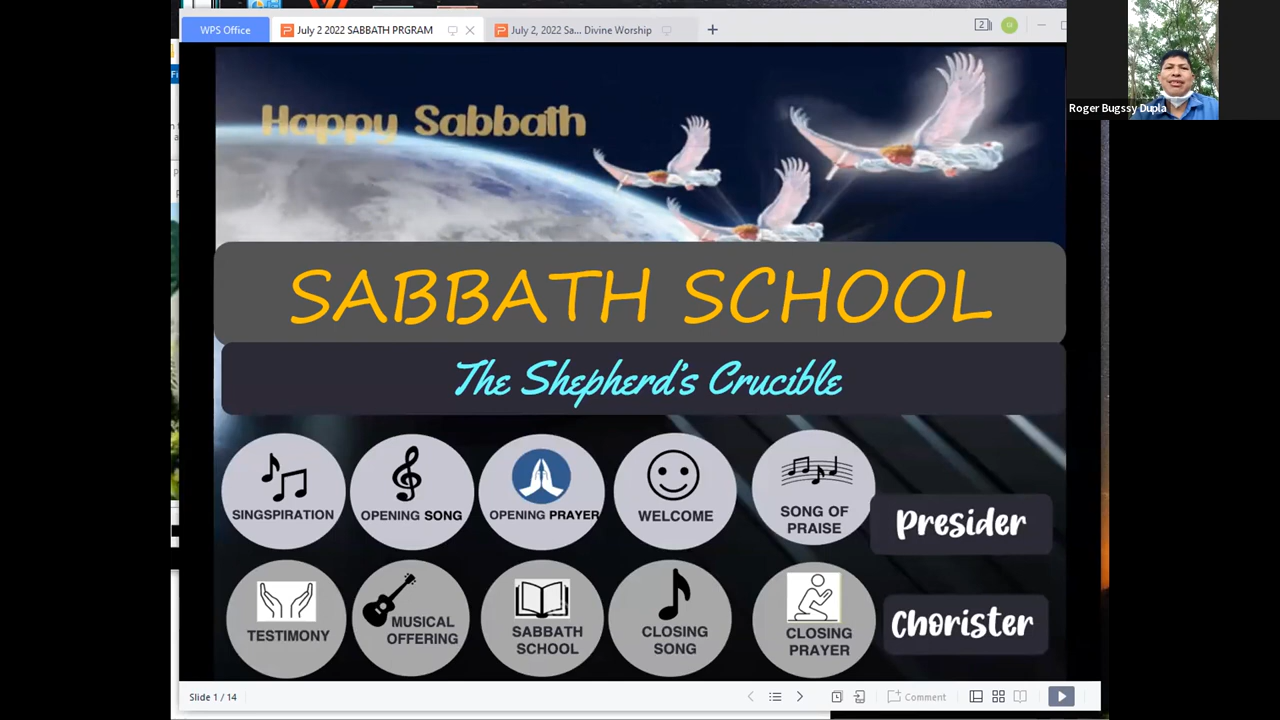 WPS Office
July 2 2022 SABBATH PRGRAM
July 2, 2022 Sa... Divine Worship
2
Roger Bugssy Dupla
Happy Sabbath
SABBATH SCHOOL
The Shepherd's Crucible
SINGSPIRATION
OPENING SONG
OPENING PRAYER
WELCOME
SONG OF
PRAISE
Presider
TESTIMONY
MUSICAL
OFFERING
SABBATH
SCHOOL
CLOSING
SONG
CLOSING
PRAYER
Chorister
Slide 1 / 14
Comment